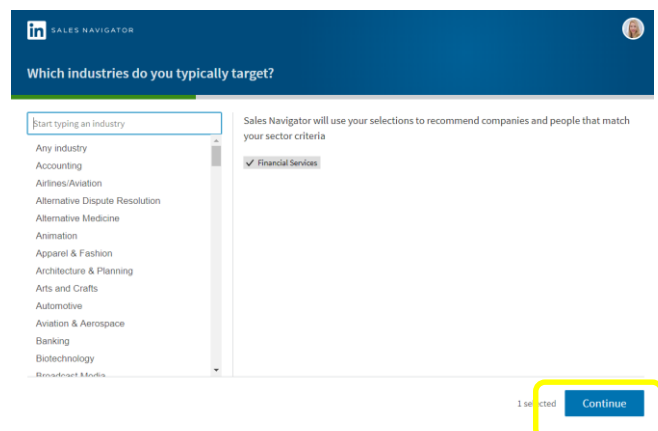 in SALES NAVIGATOR
Which industries do you typically target?
Start typing an industry
Any industry
Accounting
Airlines/Aviation
Alternative Dispute Resolution
Alternative Medicine
Animation
Apparel & Fashion
Architecture & Planning
Arts and Crafts
Automotive
Aviation & Aerospace
Banking
Biotechnology
Broadcast Media
Sales Navigator will use your selections to recommend companies and people that match
your sector criteria
✓ Financial Services
1 selected
Continue